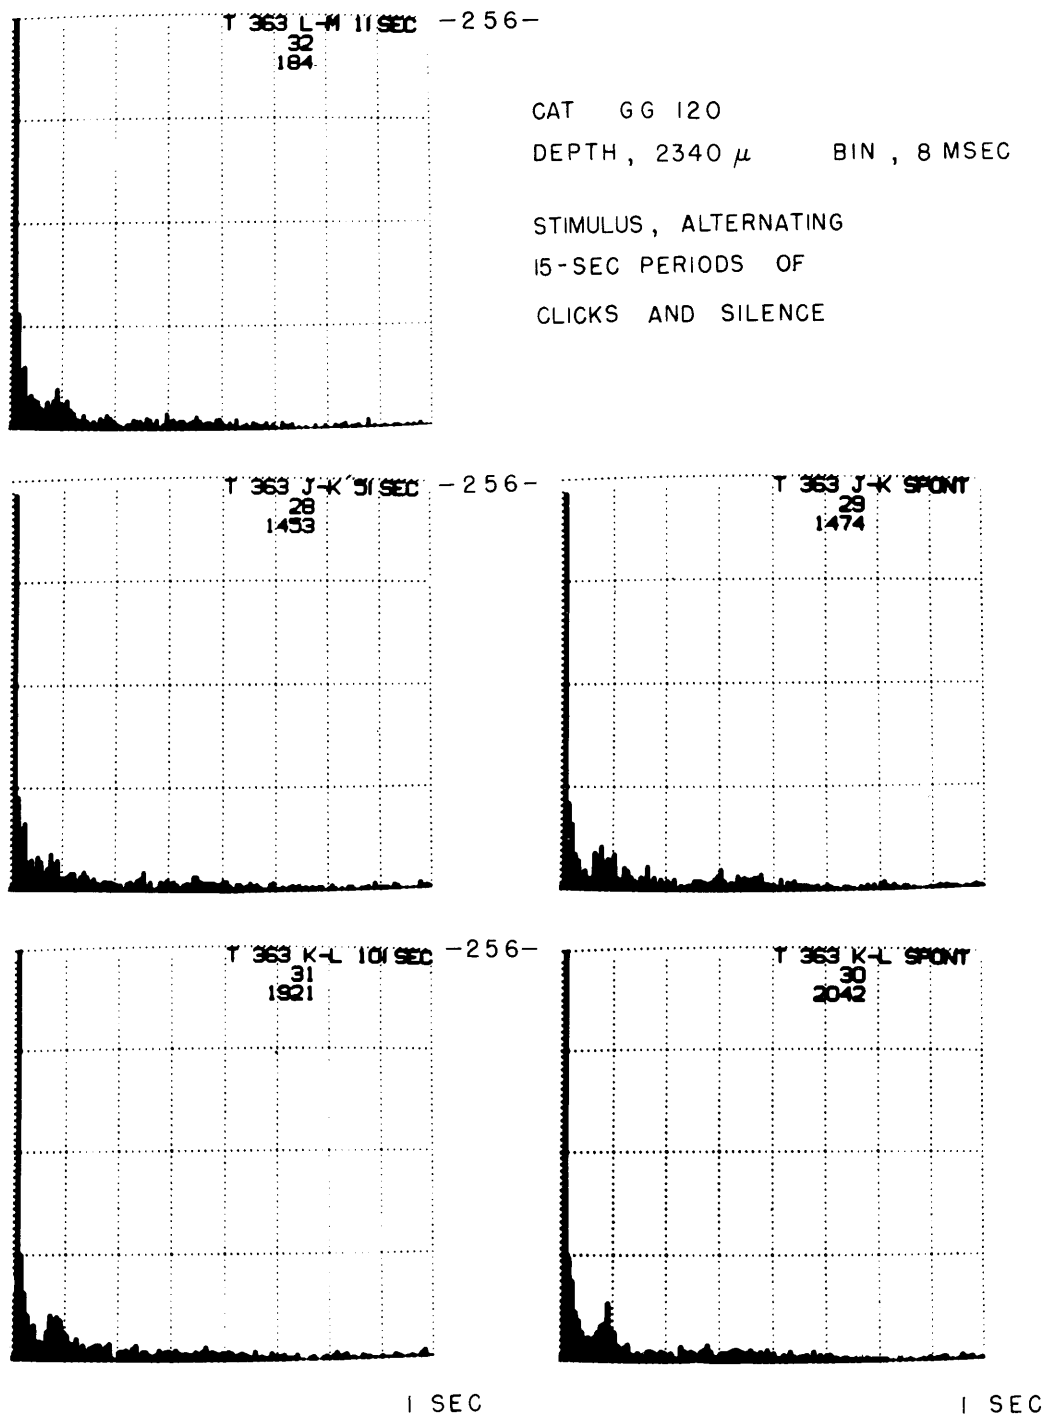 T 363 L-M 11 SEC -256-
32
184
CAT GG 120
DEPTH, 2340 μ BIN, 8 MSEC
STIMULUS, ALTERNATING
15-SEC PERIODS OF
CLICKS AND SILENCE
T 363 J-K 51 SEC -256-
28
1453
T 363 J-K SPONT
29
1474
T 363 K-L 101 SEC -256-
31
1921
T 363 K-L SPONT
30
2042
1 SEC
1 SEC